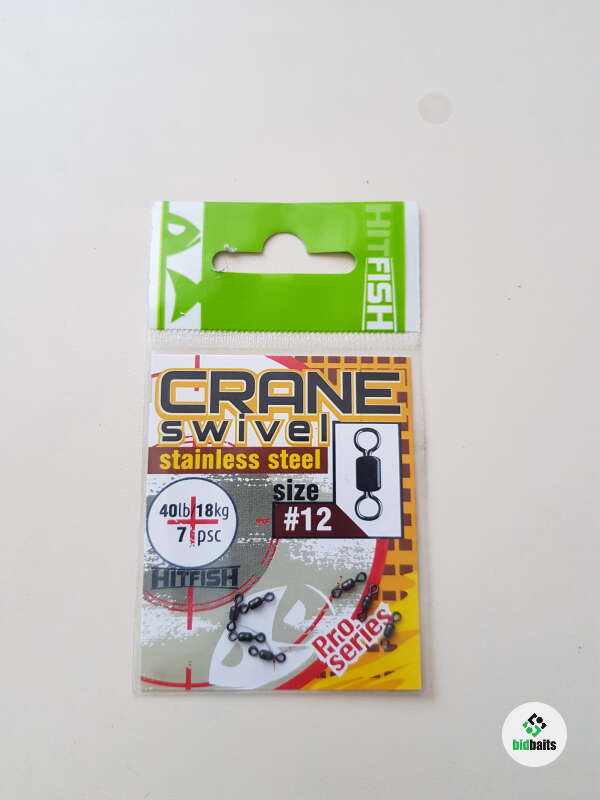 HITFISH
CRANE
swivel
stainless steel
size
#12
40lb/18kg
7 psc
HITFISH
Pro
series
bidbaits